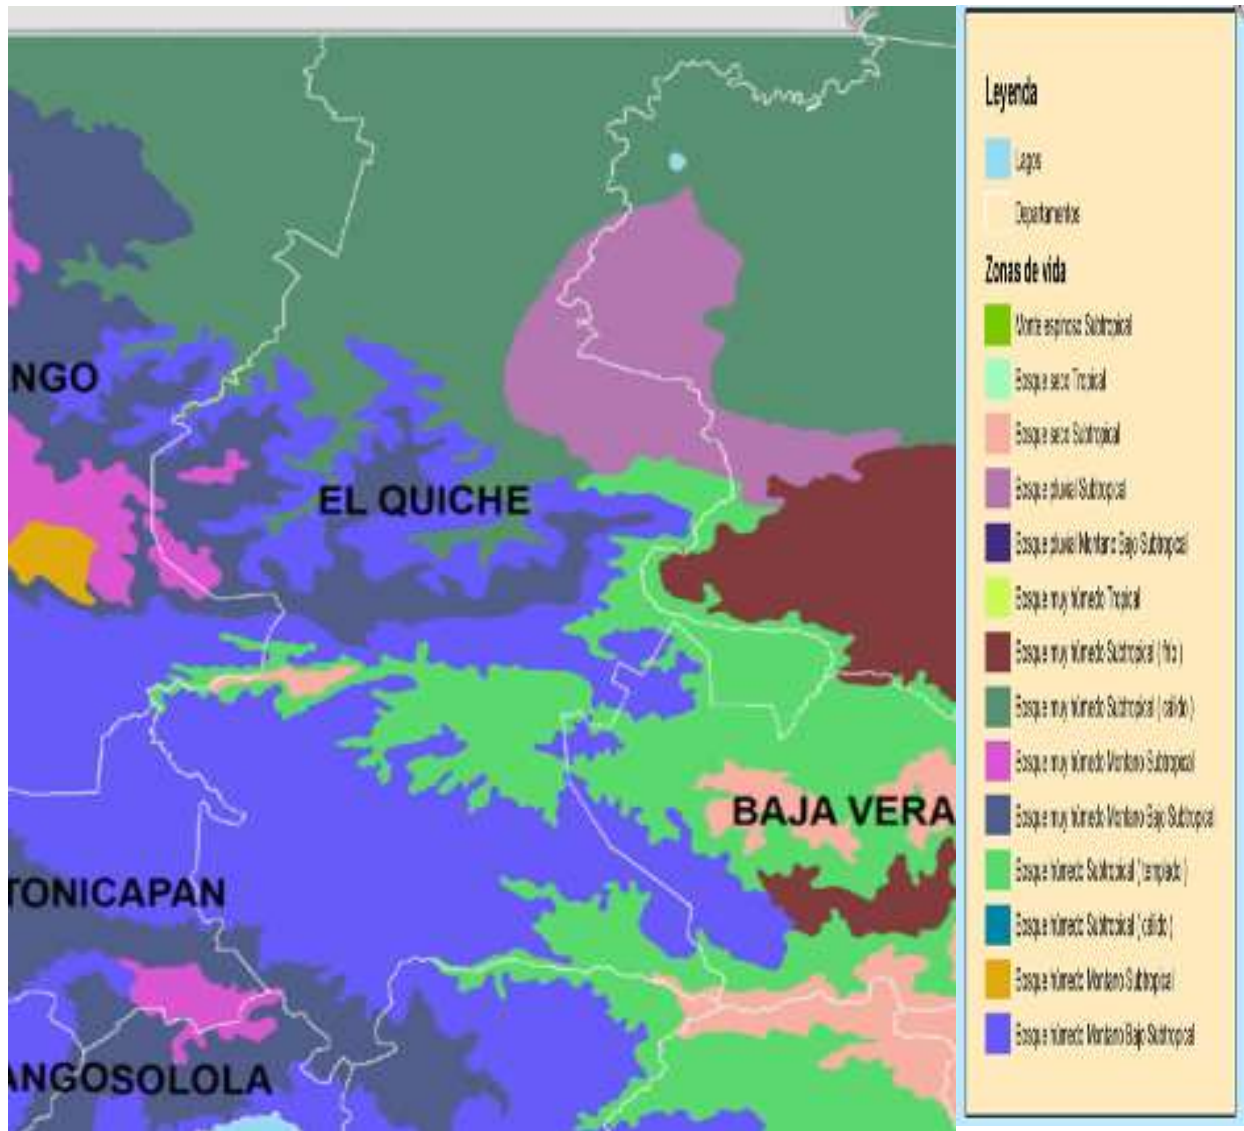 NGO
EL QUICHE
BAJA VERA
TONICAPAN
ANGOSOLOLA
Leyenda
Lagos
Departamentos
Zonas de vida
Monte espinoso Subtropical
Bosque seco Tropical
Bosque seco Subtropical
Bosque pluvial Subtropical
Bosque pluvial Montano Bajo Subtropical
Bosque muy húmedo Tropical
Bosque muy húmedo Subtropical ( frío )
Bosque muy húmedo Subtropical ( cálido )
Bosque muy húmedo Montano Subtropical
Bosque muy húmedo Montano Bajo Subtropical
Bosque húmedo Subtropical ( templado )
Bosque húmedo Subtropical ( cálido )
Bosque húmedo Montano Subtropical
Bosque húmedo Montano Bajo Subtropical